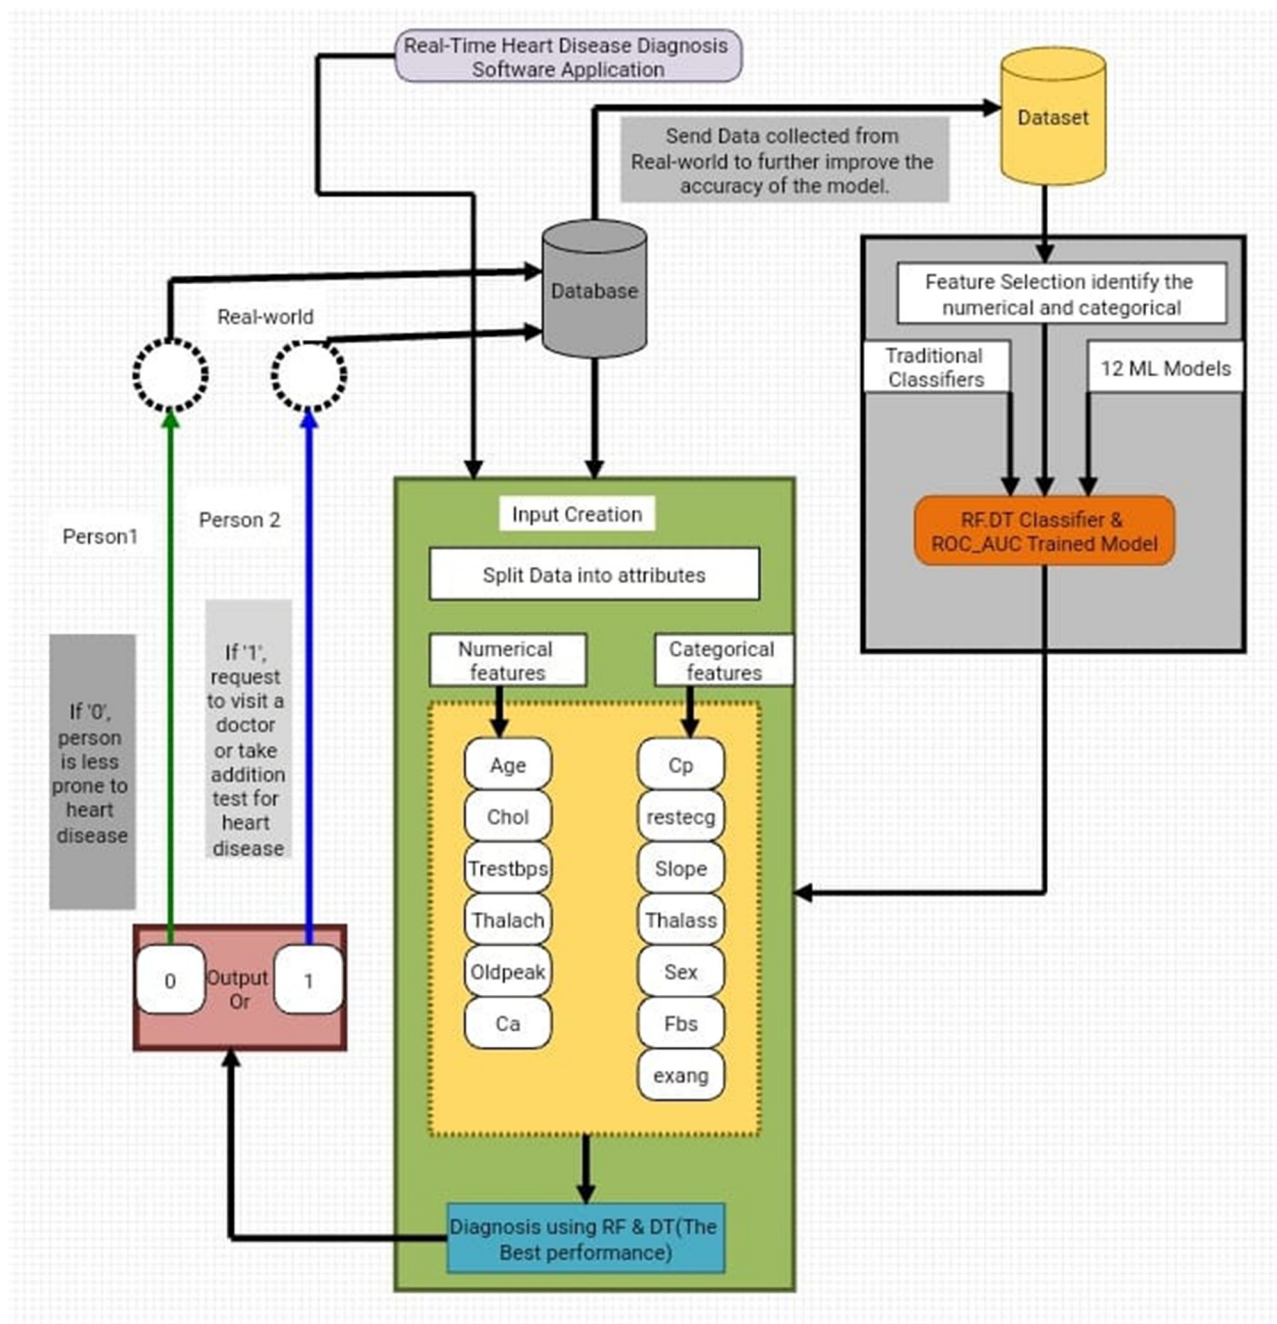 Real-Time Heart Disease Diagnosis
Software Application
Dataset
Send Data collected from
Real-world to further improve the
accuracy of the model.
Database
Real-world
Feature Selection identify the
numerical and categorical
Traditional
Classifiers
12 ML Models
RF.DT Classifier &
ROC_AUC Trained Model
Person1
Person 2
Input Creation
Split Data into attributes
Numerical
features
Categorical
features
If '0',
person
is less
prone to
heart
disease
If '1',
request
to visit a
doctor
or take
addition
test for
heart
disease
Age
Chol
Trestbps
Thalach
Oldpeak
Ca
Cp
restecg
Slope
Thalass
Sex
Fbs
exang
0
Output
Or
1
Diagnosis using RF & DT(The
Best performance)